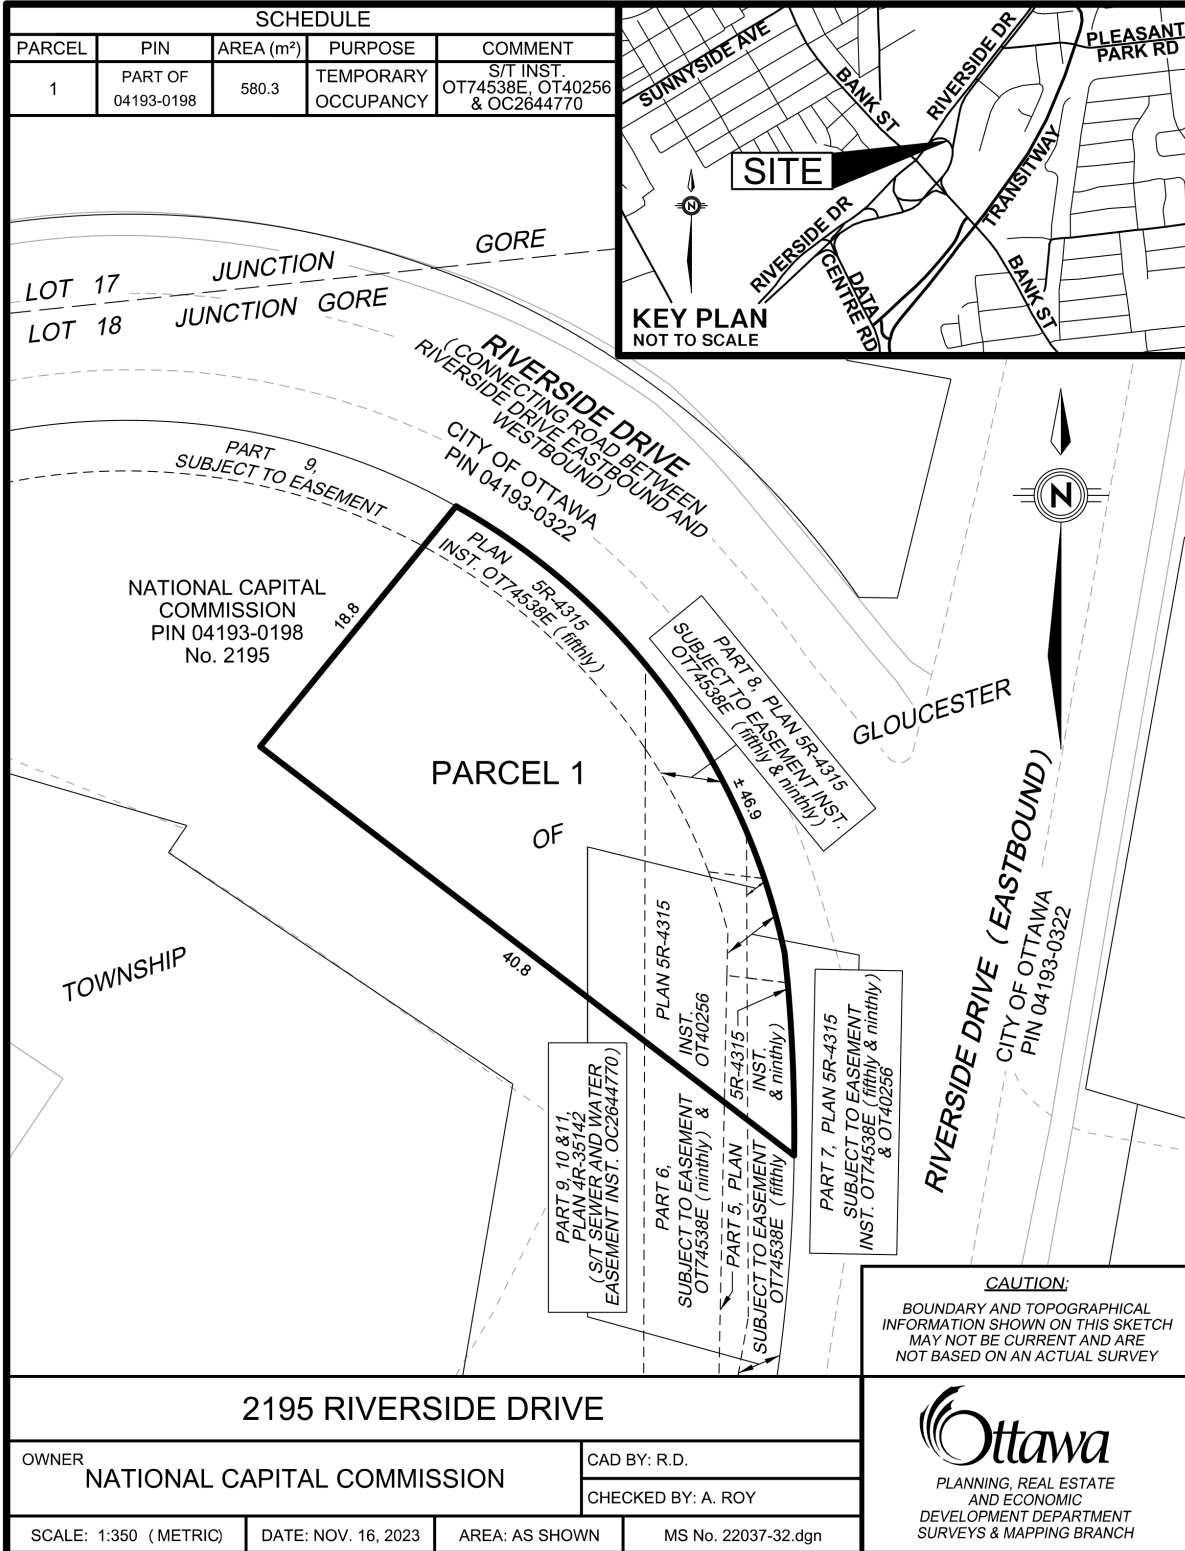 SCHEDULE
PARCEL PIN AREA (m²) PURPOSE COMMENT
1 PART OF 04193-0198 580.3 TEMPORARY OCCUPANCY S/T INST. OT74538E, OT40256 & OC2644770
SUNNYSIDE AVE
BANK ST
RIVERSIDE DR
PLEASANT
PARK RD
SITE
TRANSITWAY
N
RIVERSIDE DR
DATA
CENTRE RD
BANK ST
KEY PLAN
NOT TO SCALE
LOT 17 JUNCTION GORE
LOT 18 JUNCTION GORE
RIVERSIDE DRIVE
(CONNECTING ROAD BETWEEN
RIVERSIDE DRIVE EASTBOUND AND
WESTBOUND)
CITY OF OTTAWA
PIN 04193-0322
PART 9,
SUBJECT TO EASEMENT
PLAN 5R-4315
INST. OT74538E (fifthly)
N
NATIONAL CAPITAL
COMMISSION
PIN 04193-0198
No. 2195
18.8
PART 8, PLAN 5R-4315
SUBJECT TO EASEMENT INST.
OT74538E (fifthly & ninthly)
GLOUCESTER
PARCEL 1
± 46.9
OF
40.8
TOWNSHIP
RIVERSIDE DRIVE (EASTBOUND)
CITY OF OTTAWA
PIN 04193-0322
PART 9, 10 &11,
PLAN 4R-35142
(S/T SEWER AND WATER
EASEMENT INST. OC2644770)
PART 6, PLAN 5R-4315
SUBJECT TO EASEMENT INST.
OT74538E (ninthly) & OT40256
PART 5, PLAN 5R-4315
SUBJECT TO EASEMENT INST.
OT74538E (fifthly & ninthly)
PART 7, PLAN 5R-4315
SUBJECT TO EASEMENT
INST. OT74538E (fifthly & ninthly)
& OT40256
CAUTION:
BOUNDARY AND TOPOGRAPHICAL
INFORMATION SHOWN ON THIS SKETCH
MAY NOT BE CURRENT AND ARE
NOT BASED ON AN ACTUAL SURVEY
2195 RIVERSIDE DRIVE
OWNER
NATIONAL CAPITAL COMMISSION
CAD BY: R.D.
CHECKED BY: A. ROY
SCALE: 1:350 (METRIC) DATE: NOV. 16, 2023 AREA: AS SHOWN MS No. 22037-32.dgn
Ottawa
PLANNING, REAL ESTATE
AND ECONOMIC
DEVELOPMENT DEPARTMENT
SURVEYS & MAPPING BRANCH